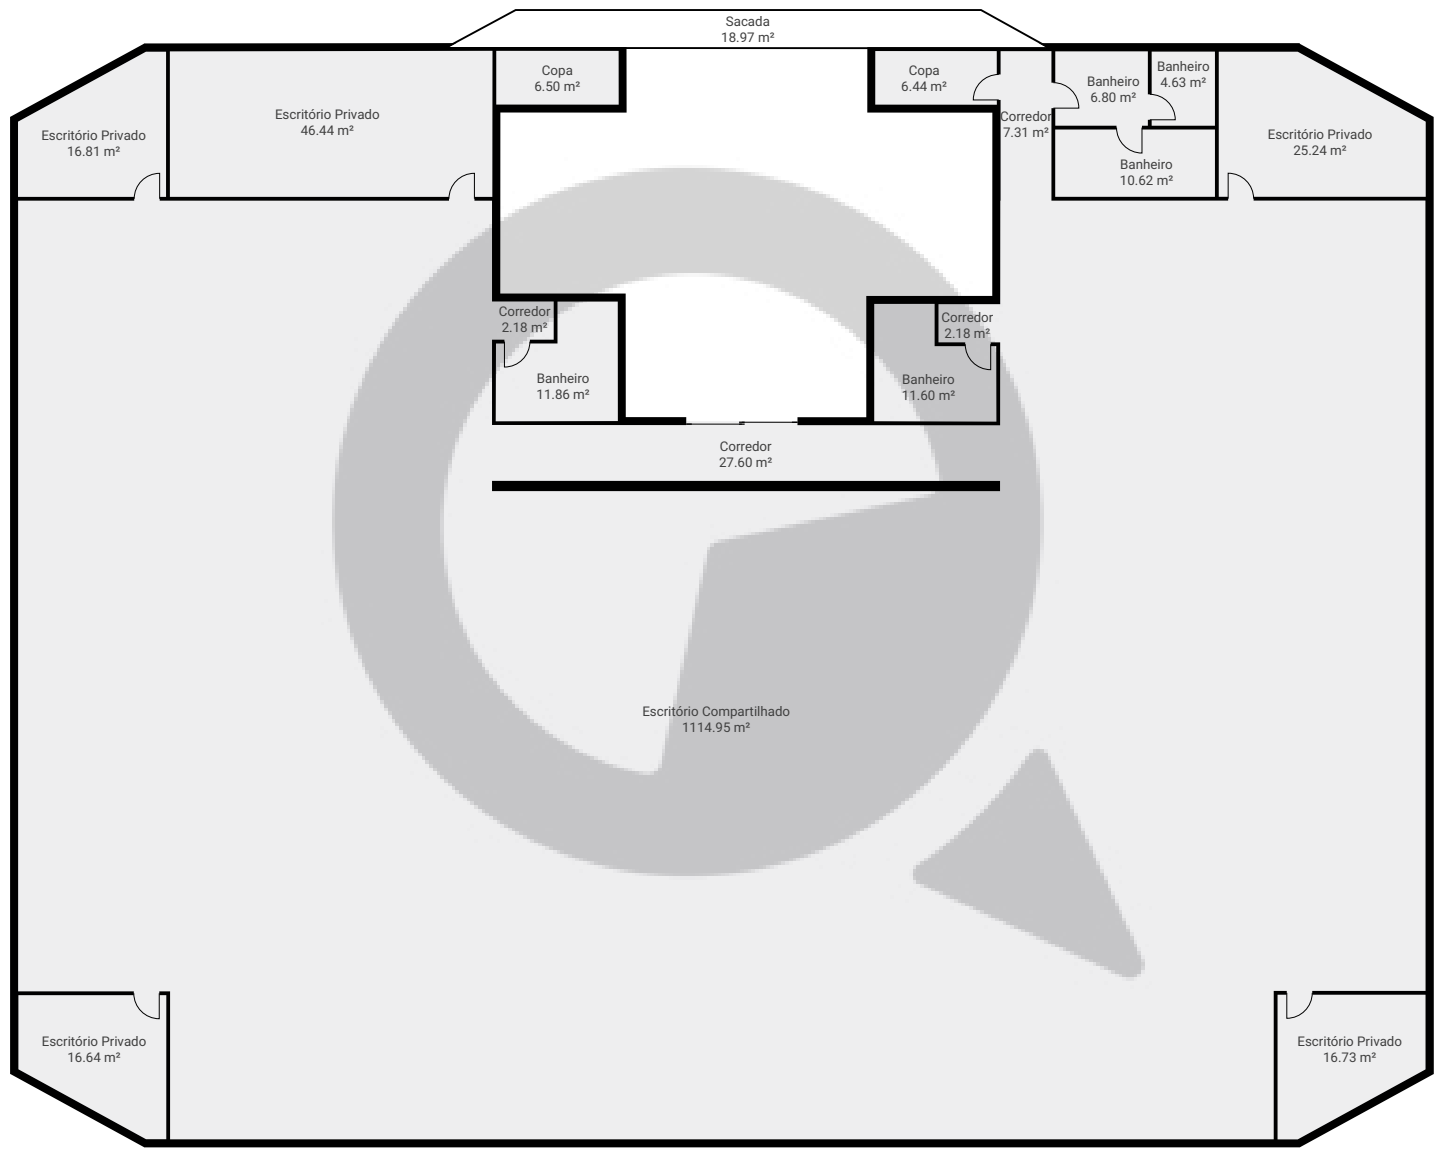 Sacada
18.97 m²
Copa
6.50 m²
Copa
6.44 m²
Banheiro
6.80 m²
Banheiro
4.63 m²
Escritório Privado
16.81 m²
Escritório Privado
46.44 m²
Corredor
7.31 m²
Banheiro
10.62 m²
Escritório Privado
25.24 m²
Corredor
2.18 m²
Corredor
2.18 m²
Banheiro
11.86 m²
Banheiro
11.60 m²
Corredor
27.60 m²
Escritório Compartilhado
1114.95 m²
Escritório Privado
16.64 m²
Escritório Privado
16.73 m²